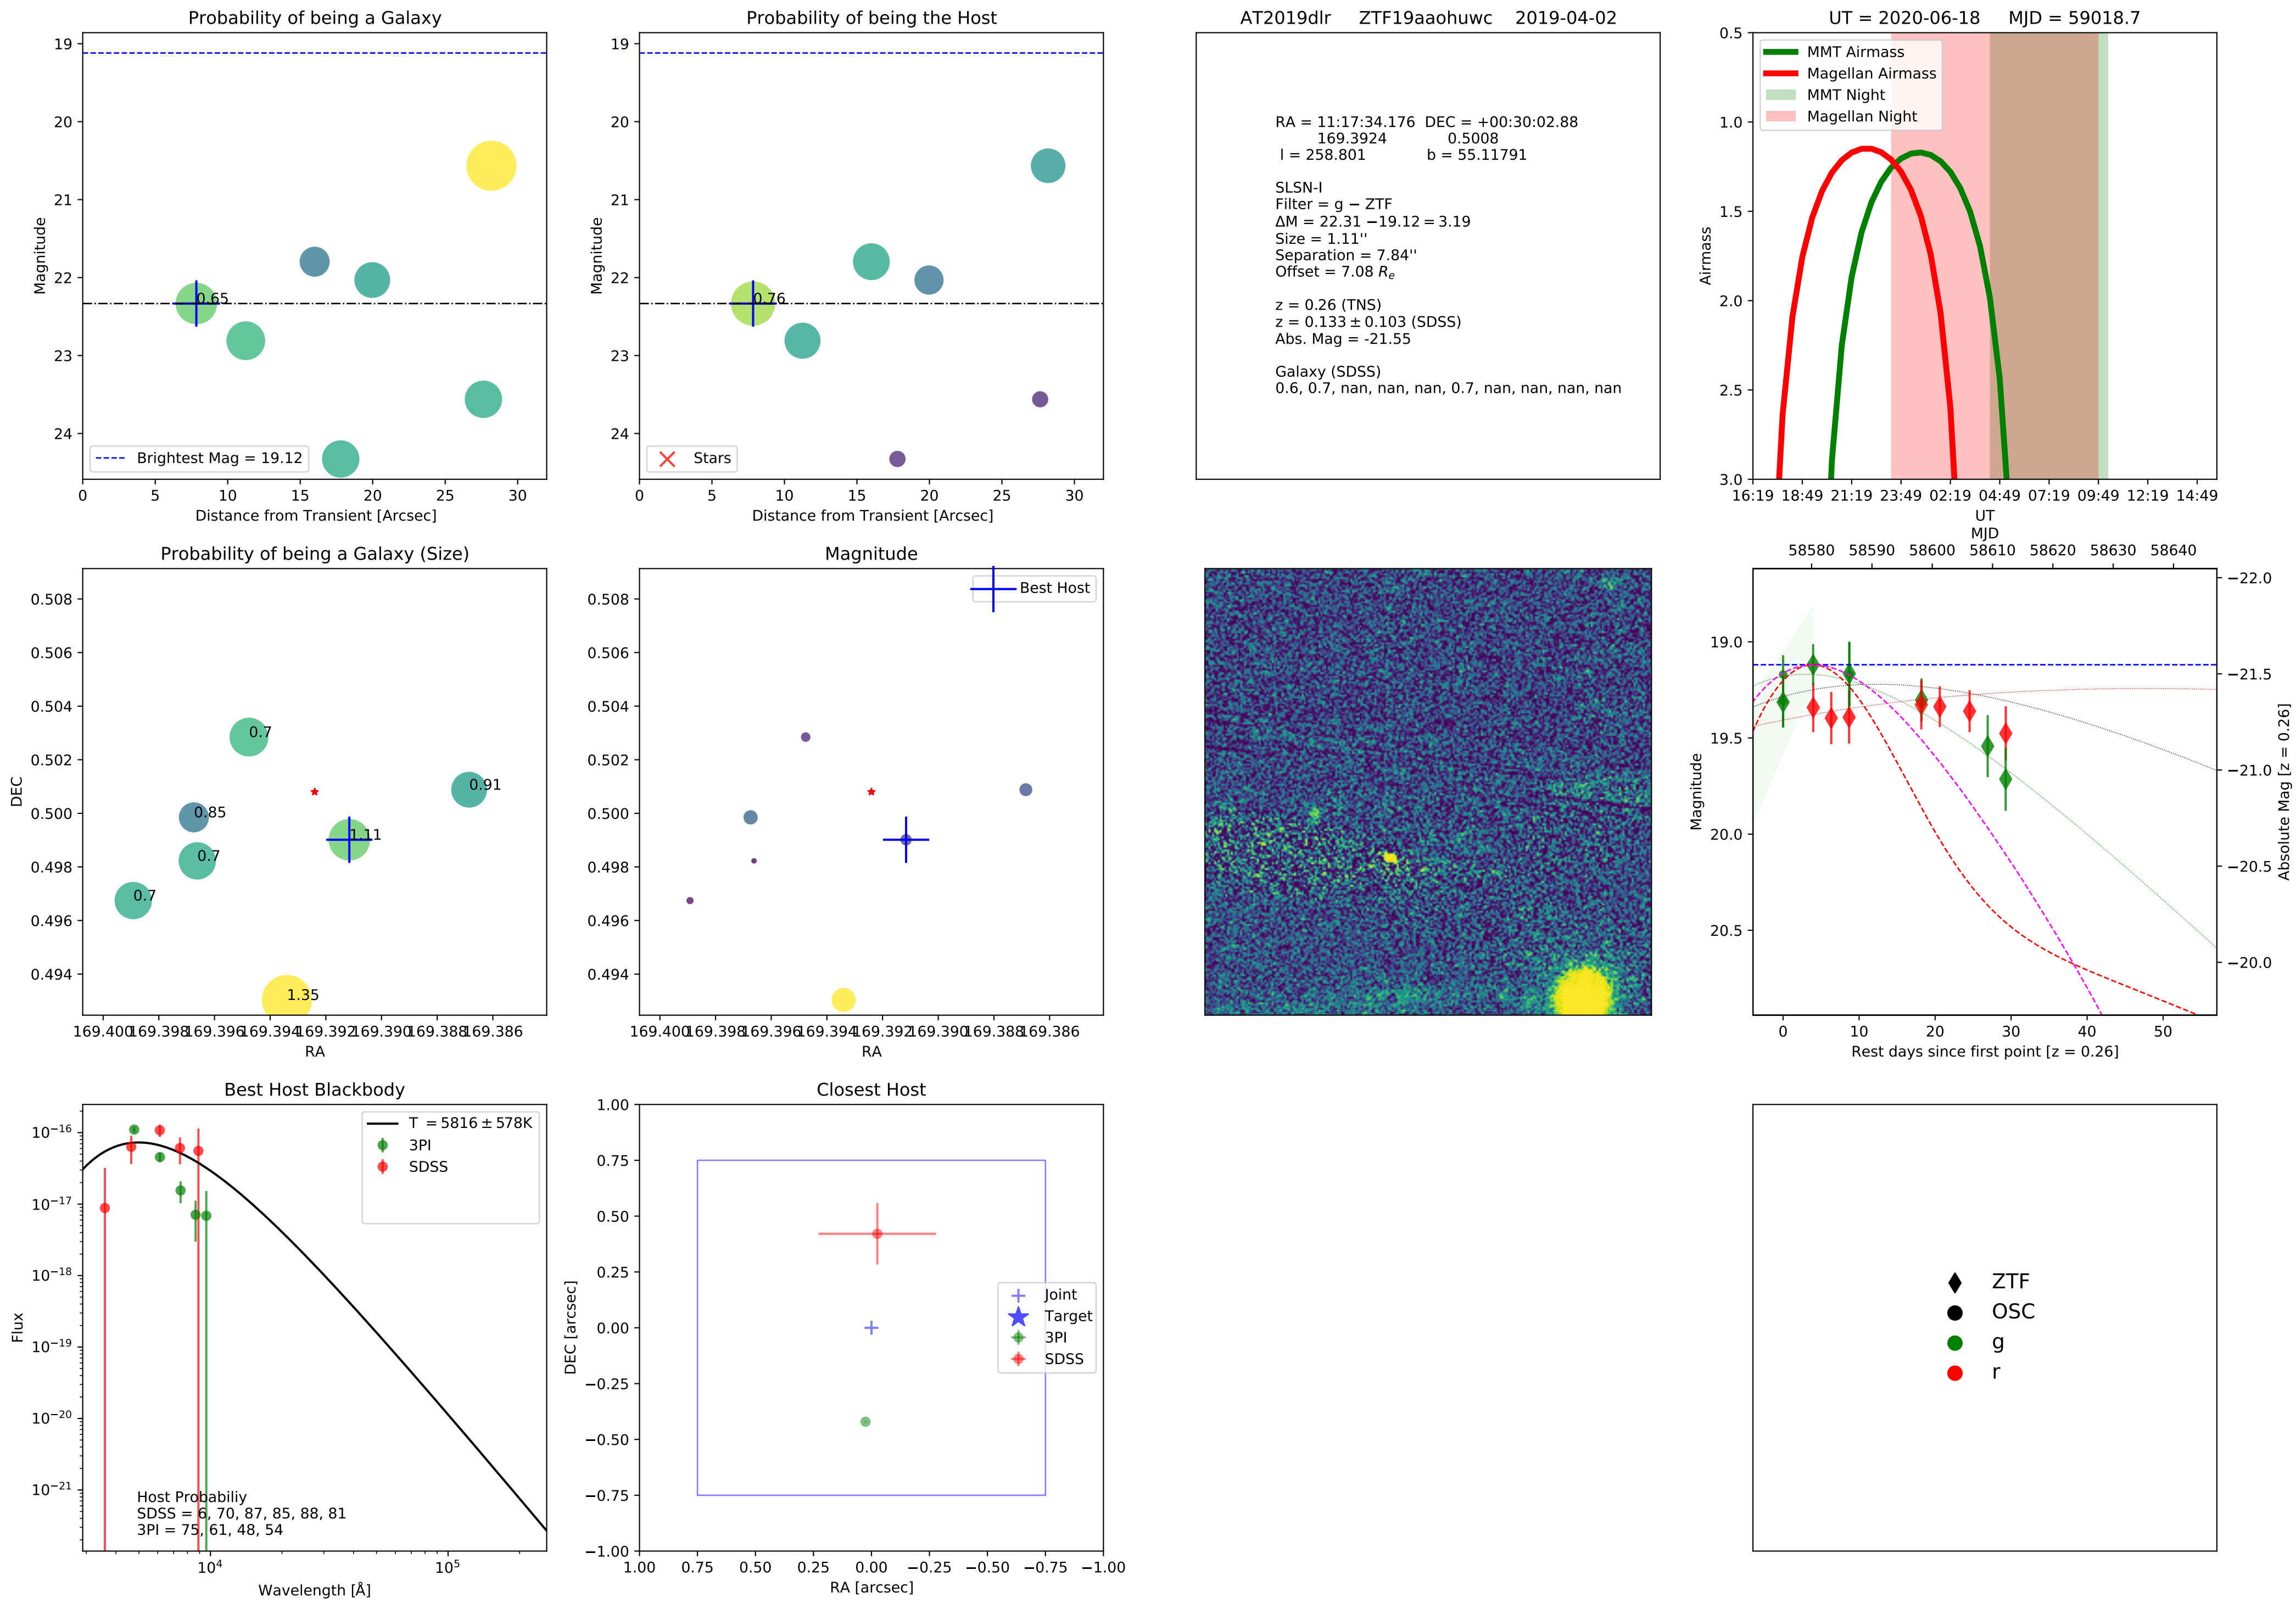 Probability of being a Galaxy
Magnitude
19
20
21
22
23
24
0.65
Brightest Mag = 19.12
0 5 10 15 20 25 30
Distance from Transient [Arcsec]
Probability of being the Host
Magnitude
19
20
21
22
23
24
0.76
Stars
0 5 10 15 20 25 30
Distance from Transient [Arcsec]
AT2019dlr ZTF19aaohuwc 2019-04-02
RA = 11:17:34.176 DEC = +00:30:02.88
169.3924 0.5008
l = 258.801 b = 55.11791
SLSN-I
Filter = g − ZTF
ΔM = 22.31 −19.12 = 3.19
Size = 1.11''
Separation = 7.84''
Offset = 7.08 Re
z = 0.26 (TNS)
z = 0.133 ± 0.103 (SDSS)
Abs. Mag = -21.55
Galaxy (SDSS)
0.6, 0.7, nan, nan, nan, 0.7, nan, nan, nan, nan
UT = 2020-06-18 MJD = 59018.7
MMT Airmass
Magellan Airmass
MMT Night
Magellan Night
Airmass
0.5
1.0
1.5
2.0
2.5
3.0
16:19 18:49 21:19 23:49 02:19 04:49 07:19 09:49 12:19 14:49
UT
Probability of being a Galaxy (Size)
DEC
0.508
0.506
0.504
0.502
0.500
0.498
0.496
0.494
0.7
0.91
0.85
1.11
0.7
0.7
1.35
169.400 169.398 169.396 169.394 169.392 169.390 169.388 169.386
RA
Magnitude
Best Host
0.508
0.506
0.504
0.502
0.500
0.498
0.496
0.494
169.400 169.398 169.396 169.394 169.392 169.390 169.388 169.386
RA
MJD
58580 58590 58600 58610 58620 58630 58640
Magnitude
19.0
19.5
20.0
20.5
−22.0
−21.5
−21.0
−20.5
−20.0
Absolute Mag [z = 0.26]
0 10 20 30 40 50
Rest days since first point [z = 0.26]
Best Host Blackbody
T = 5816 ± 578K
3PI
SDSS
Flux
10−16
10−17
10−18
10−19
10−20
10−21
Host Probabiliy
SDSS = 6, 70, 87, 85, 88, 81
3PI = 75, 61, 48, 54
10⁴ 10⁵
Wavelength [Å]
Closest Host
DEC [arcsec]
1.00
0.75
0.50
0.25
0.00
−0.25
−0.50
−0.75
−1.00
Joint
Target
3PI
SDSS
1.00 0.75 0.50 0.25 0.00 −0.25 −0.50 −0.75 −1.00
RA [arcsec]
ZTF
OSC
g
r